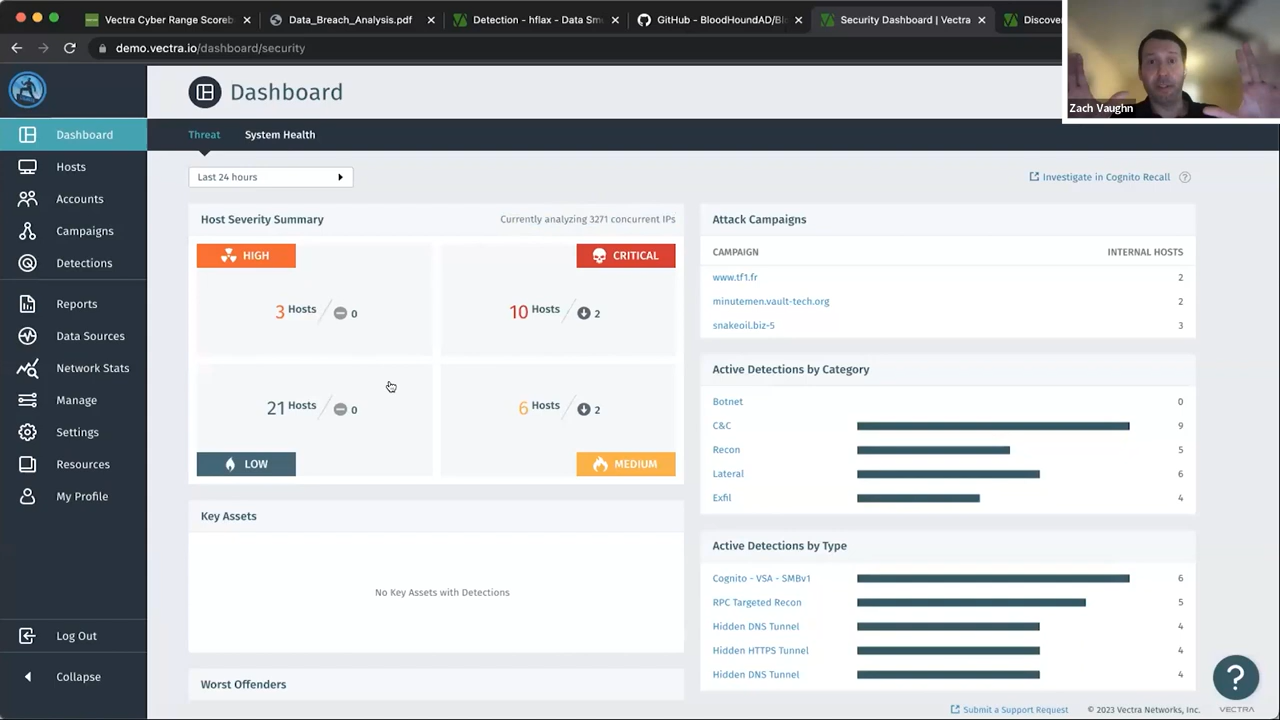 Vectra Cyber Range Scoreb
Data_Breach_Analysis.pdf
Detection - hflax - Data Sm
GitHub - BloodHoundAD/Bl
Security Dashboard | Vectra
Discove
demo.vectra.io/dashboard/security
Zach Vaughn
Dashboard
Hosts
Accounts
Campaigns
Detections
Reports
Data Sources
Network Stats
Manage
Settings
Resources
My Profile
Log Out
Collapse
Dashboard
Threat
System Health
Last 24 hours
Investigate in Cognito Recall ?
Host Severity Summary
Currently analyzing 3271 concurrent IPs
HIGH
CRITICAL
3 Hosts / 0
10 Hosts / 2
21 Hosts / 0
6 Hosts / 2
LOW
MEDIUM
Key Assets
No Key Assets with Detections
Worst Offenders
Attack Campaigns
CAMPAIGN INTERNAL HOSTS
www.tf1.fr 2
minutemen.vault-tech.org 2
snakeoil.biz-5 3
Active Detections by Category
Botnet 0
C&C 9
Recon 5
Lateral 6
Exfil 4
Active Detections by Type
Cognito - VSA - SMBv1 6
RPC Targeted Recon 5
Hidden DNS Tunnel 4
Hidden HTTPS Tunnel 4
Hidden DNS Tunnel 4
?
VECTRA
Submit a Support Request
© 2023 Vectra Networks, Inc.